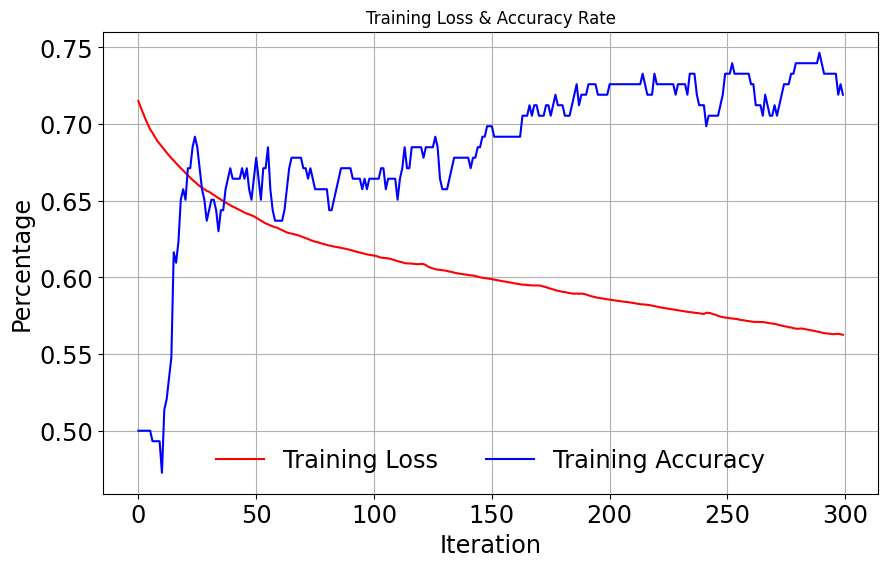 Training Loss & Accuracy Rate
Percentage
0.75
0.70
0.65
0.60
0.55
0.50
Training Loss
Training Accuracy
0 50 100 150 200 250 300
Iteration